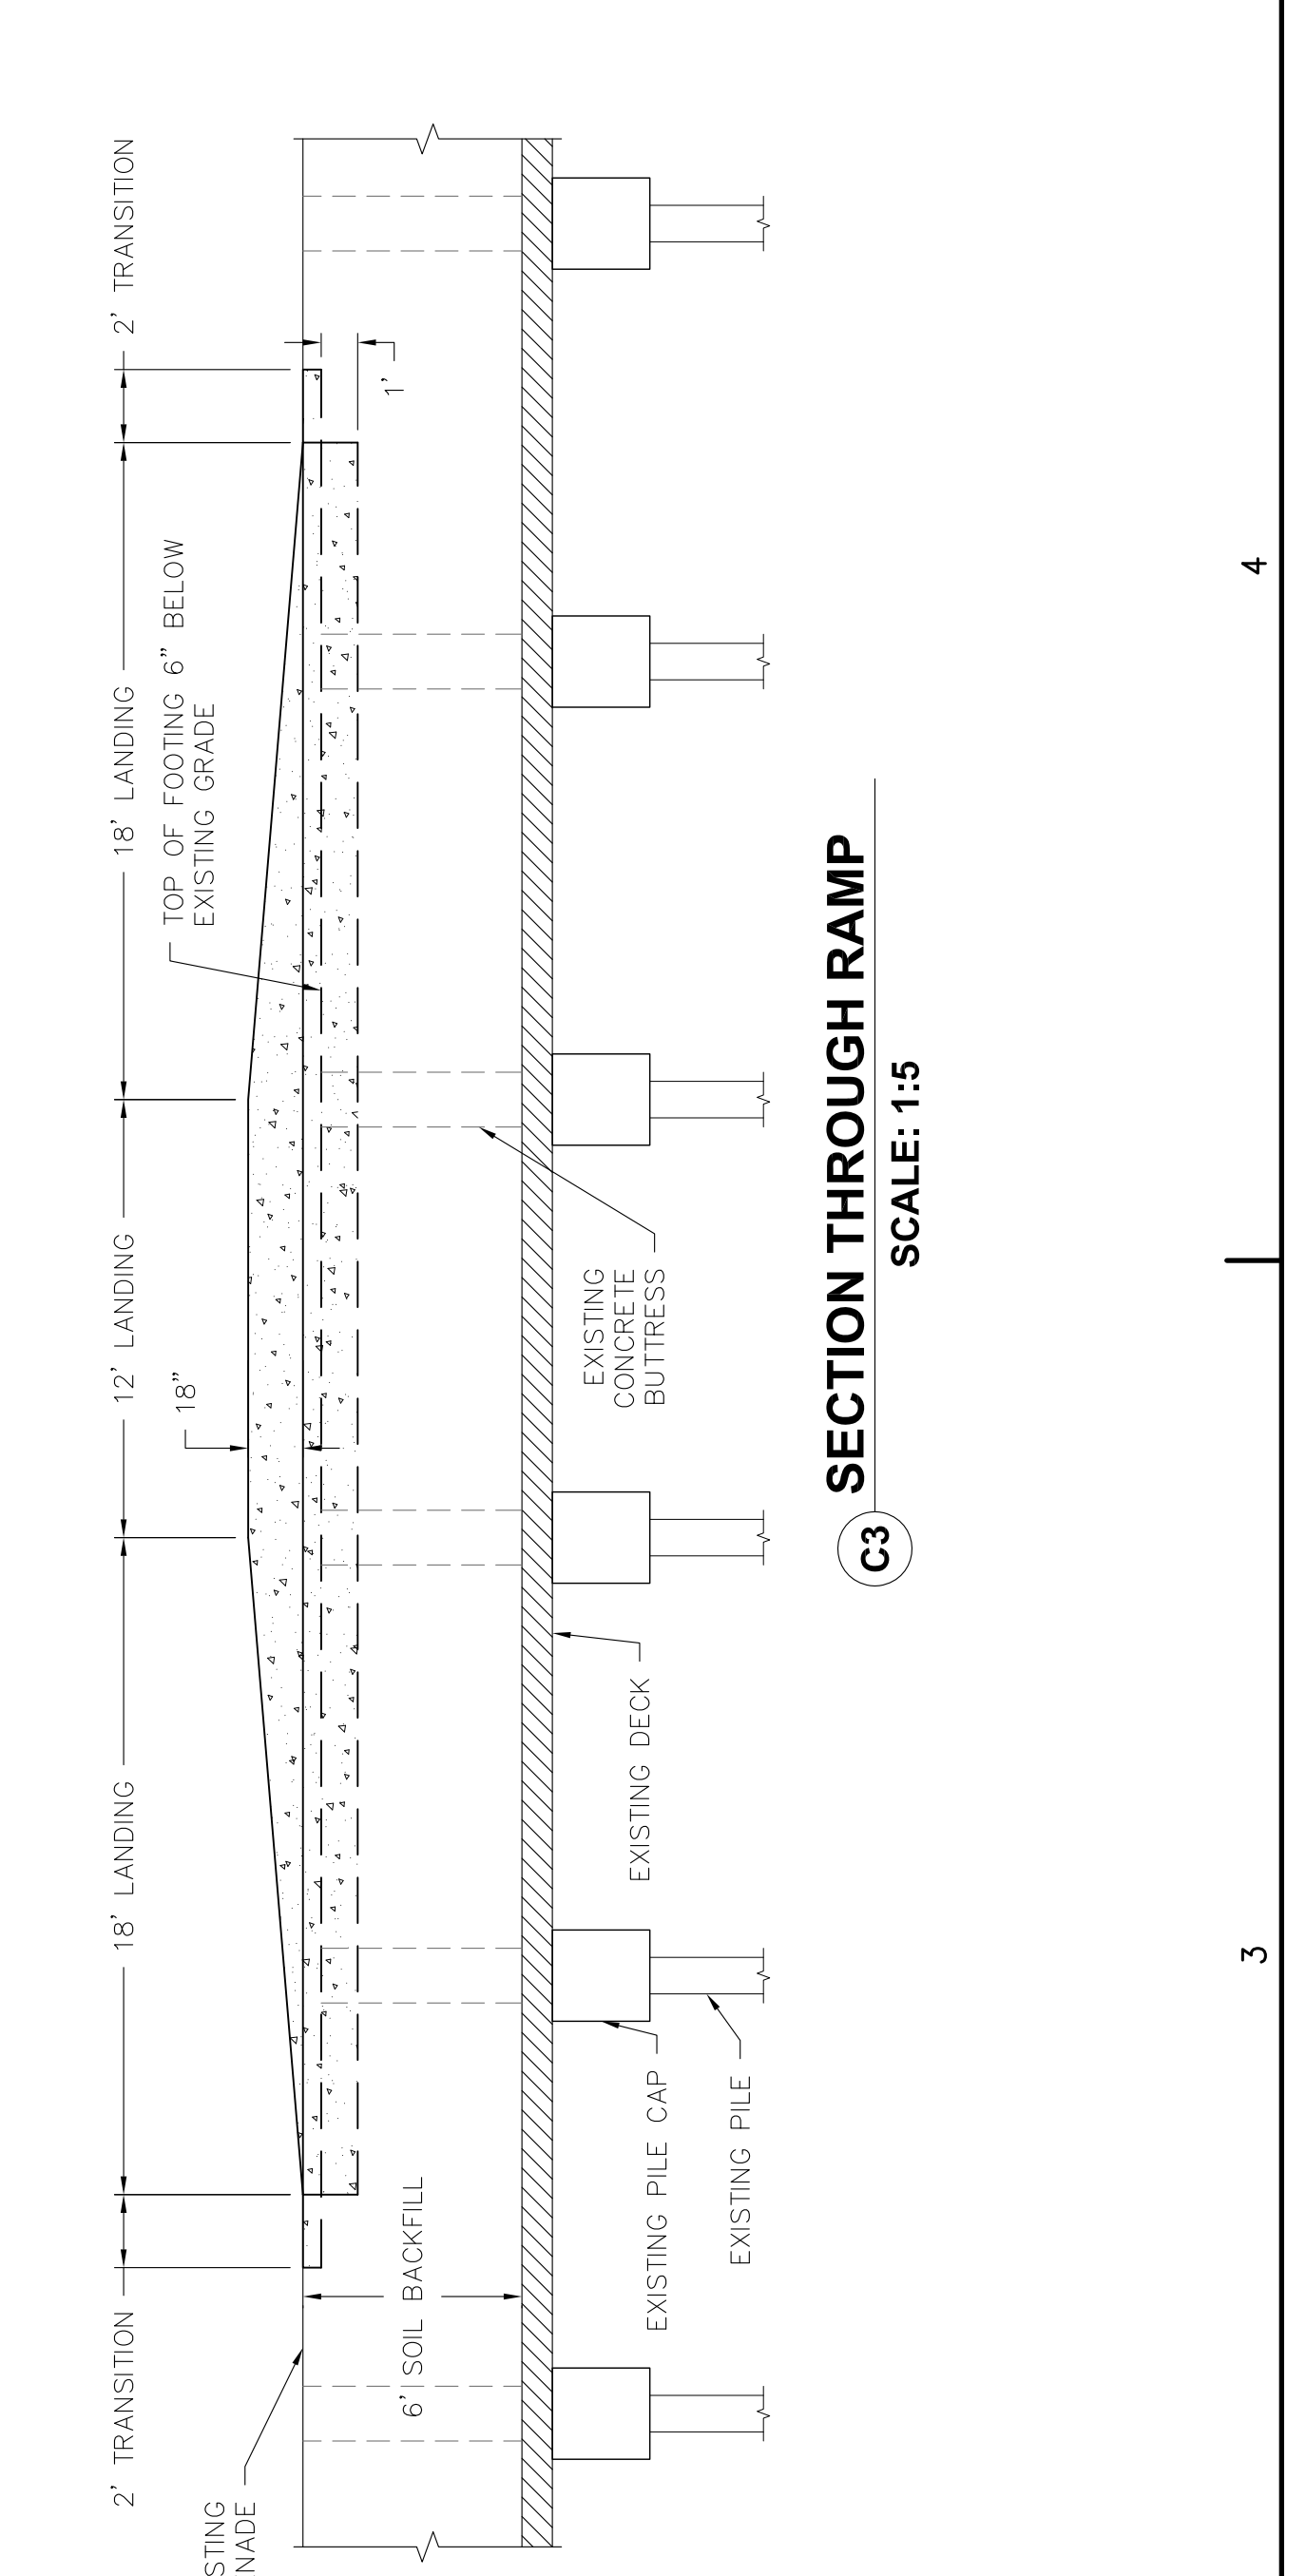 2' TRANSITION
18' LANDING
12' LANDING
18' LANDING
2' TRANSITION
18"
TOP OF FOOTING 6" BELOW
EXISTING GRADE
1'
STING
NADE
6' SOIL BACKFILL
EXISTING
CONCRETE
BUTTRESS
EXISTING DECK
EXISTING PILE CAP
EXISTING PILE
C3 SECTION THROUGH RAMP
SCALE: 1:5
3
4